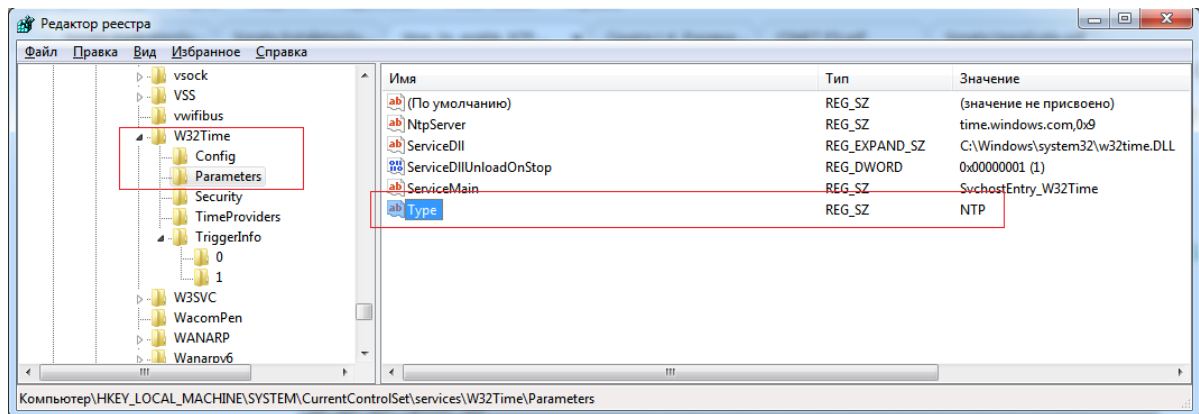 Редактор реестра
Файл Правка Вид Избранное Справка
vsock
VSS
vwifibus
W32Time
Config
Parameters
Security
TimeProviders
TriggerInfo
0
1
W3SVC
WacomPen
WANARP
Wanarpv6
Имя Тип Значение
(По умолчанию) REG_SZ (значение не присвоено)
NtpServer REG_SZ time.windows.com,0x9
ServiceDll REG_EXPAND_SZ C:\Windows\system32\w32time.DLL
ServiceDllUnloadOnStop REG_DWORD 0x00000001 (1)
ServiceMain REG_SZ SvchostEntry_W32Time
Type REG_SZ NTP
Компьютер\HKEY_LOCAL_MACHINE\SYSTEM\CurrentControlSet\services\W32Time\Parameters